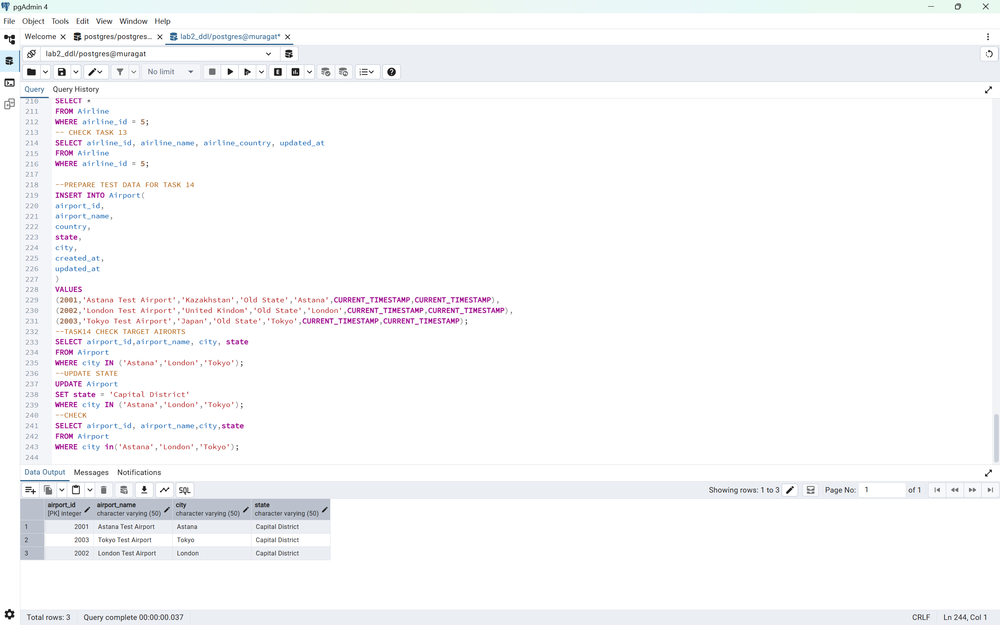 pgAdmin 4
File Object Tools Edit View Window Help
Welcome postgres/postgres... lab2_ddl/postgres@muragat*
lab2_ddl/postgres@muragat
No limit E
Query Query History
210 SELECT *
211 FROM Airline
212 WHERE airline_id = 5;
213 -- CHECK TASK 13
214 SELECT airline_id, airline_name, airline_country, updated_at
215 FROM Airline
216 WHERE airline_id = 5;
217
218 --PREPARE TEST DATA FOR TASK 14
219 INSERT INTO Airport(
220 airport_id,
221 airport_name,
222 country,
223 state,
224 city,
225 created_at,
226 updated_at
227 )
228 VALUES
229 (2001,'Astana Test Airport','Kazakhstan','Old State','Astana',CURRENT_TIMESTAMP,CURRENT_TIMESTAMP),
230 (2002,'London Test Airport','United Kindom','Old State','London',CURRENT_TIMESTAMP,CURRENT_TIMESTAMP),
231 (2003,'Tokyo Test Airport','Japan','Old State','Tokyo',CURRENT_TIMESTAMP,CURRENT_TIMESTAMP);
232 --TASK14 CHECK TARGET AIRORTS
233 SELECT airport_id,airport_name, city, state
234 FROM Airport
235 WHERE city IN ('Astana','London','Tokyo');
236 --UPDATE STATE
237 UPDATE Airport
238 SET state = 'Capital District'
239 WHERE city IN ('Astana','London','Tokyo');
240 --CHECK
241 SELECT airport_id, airport_name,city,state
242 FROM Airport
243 WHERE city in('Astana','London','Tokyo');
244
Data Output Messages Notifications
SQL Showing rows: 1 to 3 Page No: 1 of 1
airport_id airport_name city state
[PK] integer character varying (50) character varying (50) character varying (50)
1 2001 Astana Test Airport Astana Capital District
2 2003 Tokyo Test Airport Tokyo Capital District
3 2002 London Test Airport London Capital District
Total rows: 3 Query complete 00:00:00.037 CRLF Ln 244, Col 1